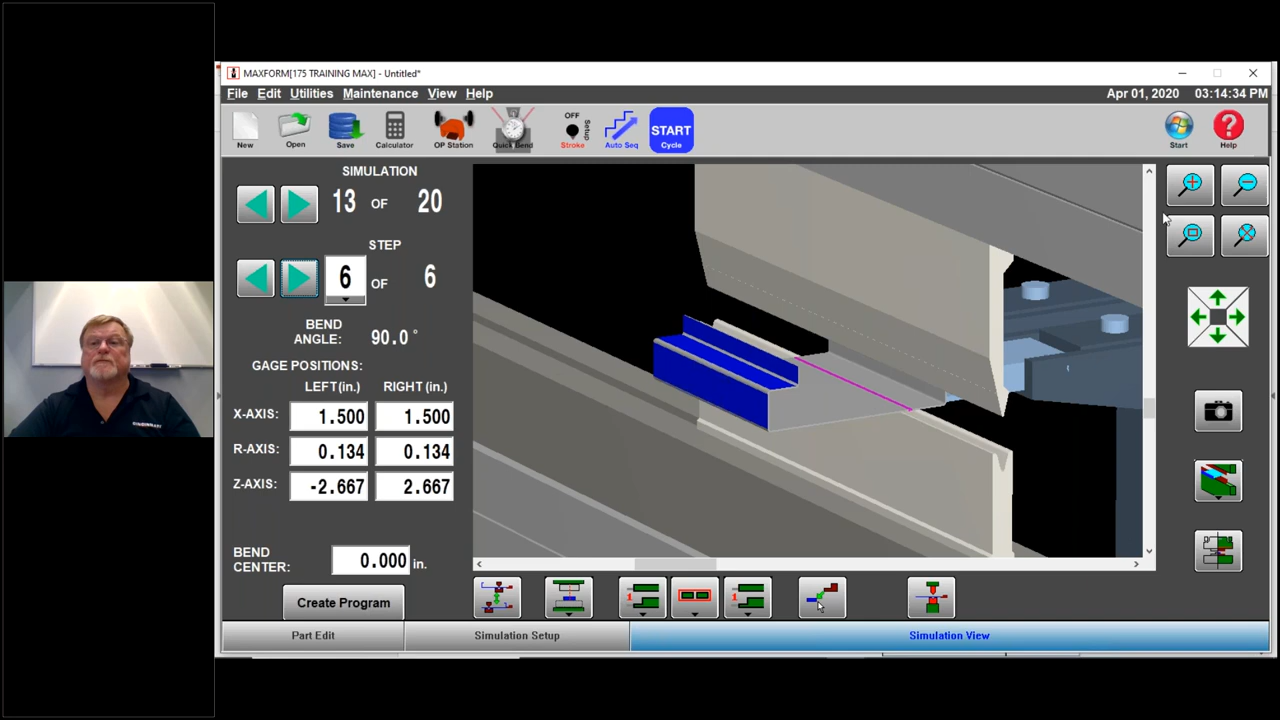 MAXFORM[175 TRAINING MAX] - Untitled*
File Edit Utilities Maintenance View Help
Apr 01, 2020 03:14:34 PM
New
Open
Save
Calculator
OP Station
Quick Bend
OFF
Setup
Stroke
Auto Seq
START
Cycle
Start
Help
SIMULATION
13 OF 20
STEP
6 OF 6
BEND
ANGLE: 90.0 °
GAGE POSITIONS:
LEFT(in.) RIGHT (in.)
X-AXIS: 1.500 1.500
R-AXIS: 0.134 0.134
Z-AXIS: -2.667 2.667
BEND
CENTER: 0.000 in.
Create Program
1
1
Part Edit
Simulation Setup
Simulation View